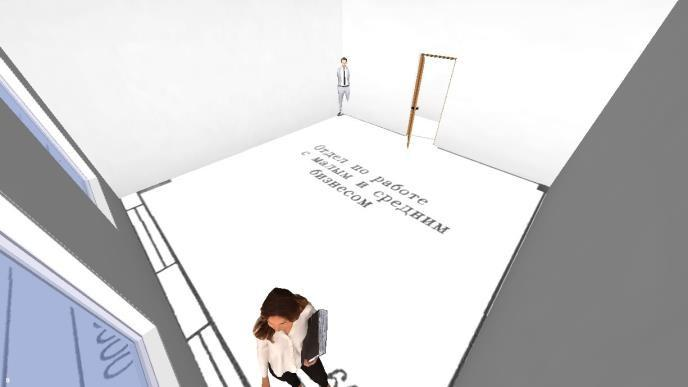 Отдел по работе
с малым и средним
бизнесом